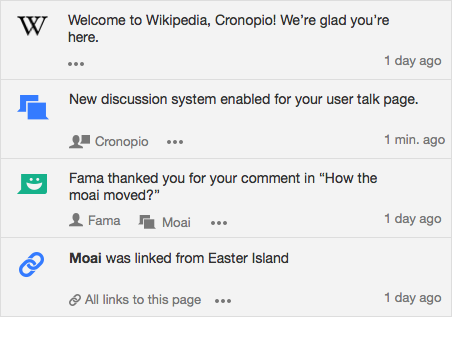 W
Welcome to Wikipedia, Cronopio! We're glad you're
here.
1 day ago
New discussion system enabled for your user talk page.
Cronopio
1 min. ago
Fama thanked you for your comment in “How the
moai moved?”
Fama Moai
1 day ago
Moai was linked from Easter Island
All links to this page
1 day ago